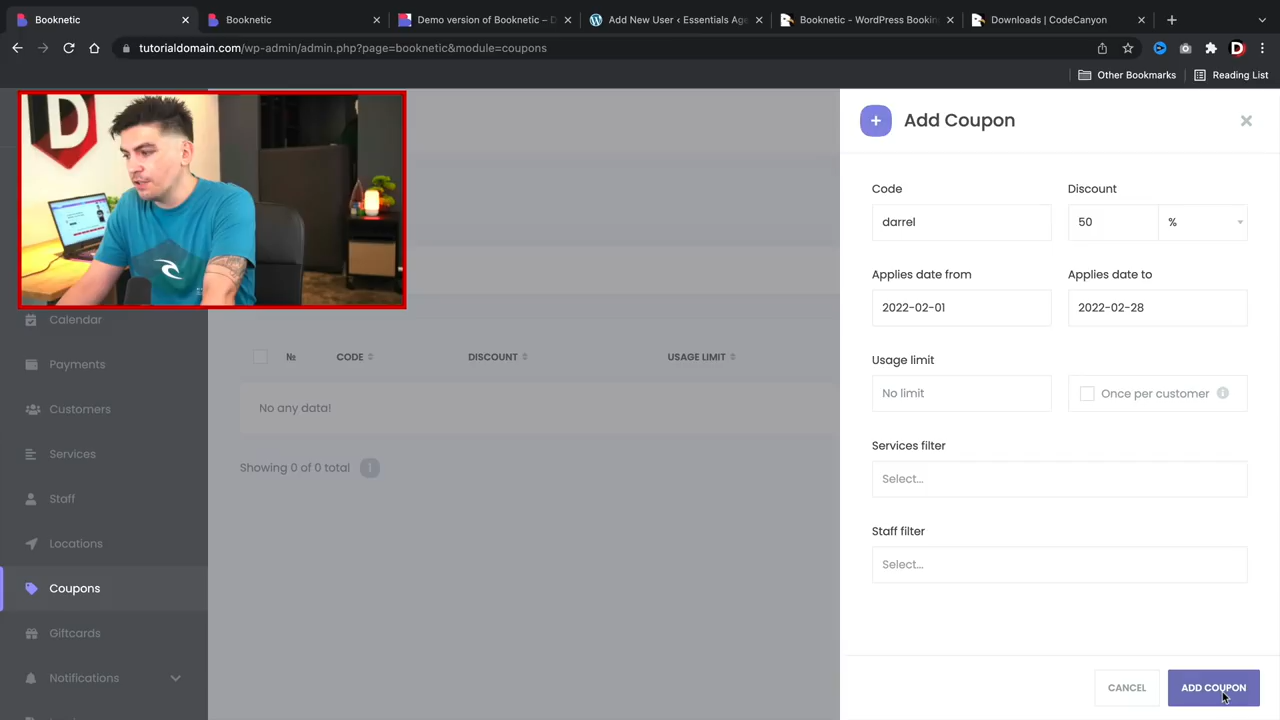 Booknetic
Booknetic
Demo version of Booknetic – D
Add New User ‹ Essentials Age
Booknetic - WordPress Bookin
Downloads | CodeCanyon
tutorialdomain.com/wp-admin/admin.php?page=booknetic&module=coupons
Other Bookmarks
Reading List
Add Coupon
Code
Discount
darrel
50
%
Applies date from
Applies date to
2022-02-01
2022-02-28
Usage limit
No limit
Once per customer
Services filter
Select...
Staff filter
Select...
CANCEL
ADD COUPON
Calendar
Payments
Customers
Services
Staff
Locations
Coupons
Giftcards
Notifications
№
CODE
DISCOUNT
USAGE LIMIT
No any data!
Showing 0 of 0 total
1